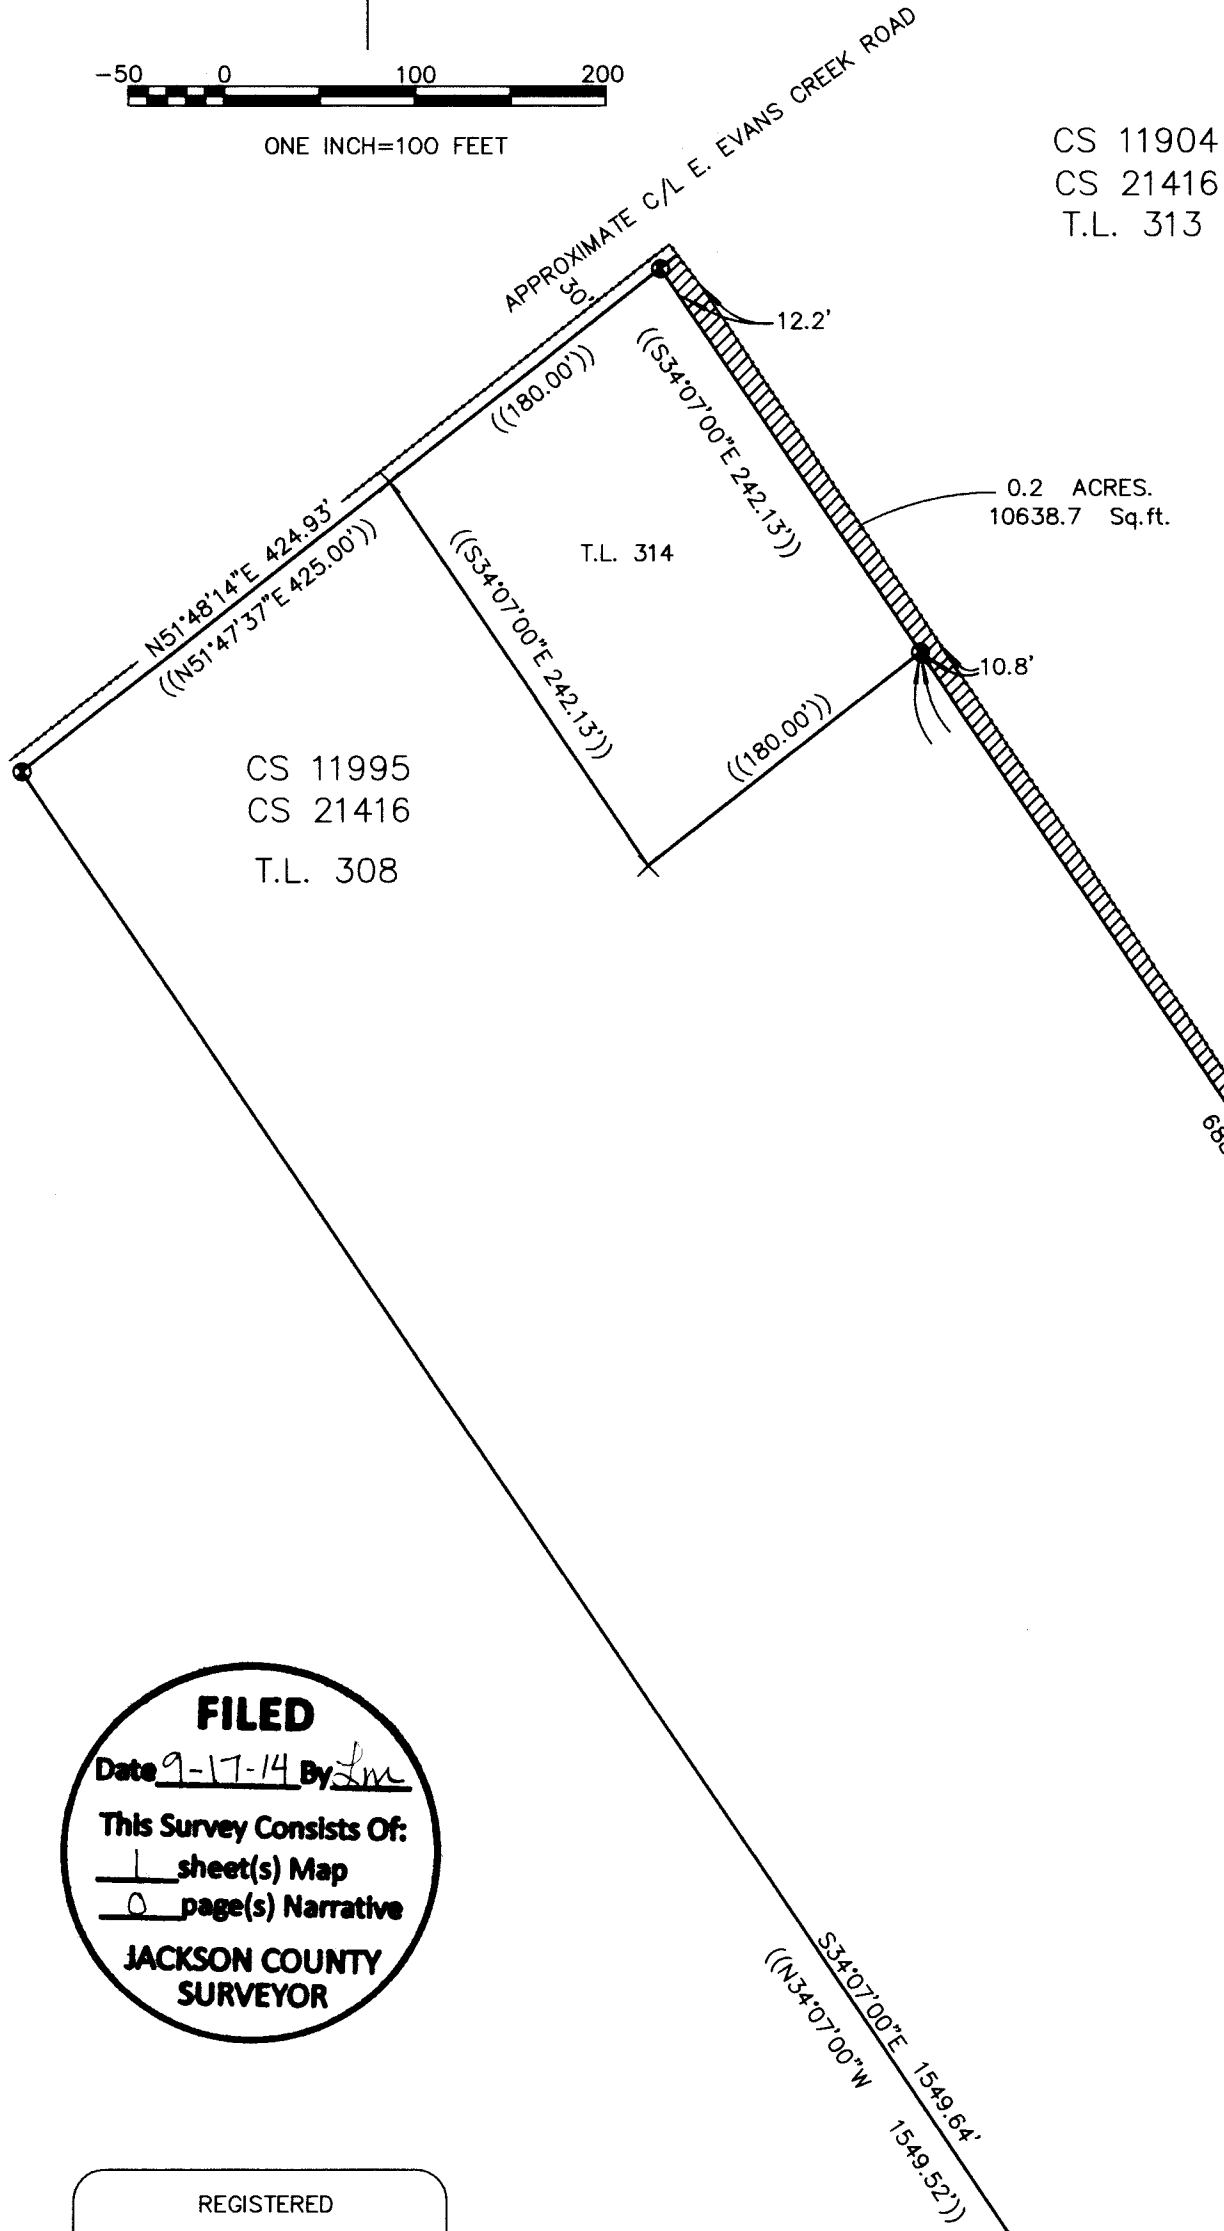 -50 0 100 200
ONE INCH=100 FEET
APPROXIMATE C/L E. EVANS CREEK ROAD
CS 11904
CS 21416
T.L. 313
30'
12.2'
((180.00'))
((S34°07'00"E 242.13'))
0.2 ACRES.
10638.7 Sq.ft.
N51°48'14"E 424.93'
((N51°47'37"E 425.00'))
((S34°07'00"E 242.13'))
T.L. 314
10.8'
((180.00'))
CS 11995
CS 21416
T.L. 308
FILED
Date 9-17-14 By Lm
This Survey Consists Of:
1 sheet(s) Map
0 page(s) Narrative
JACKSON COUNTY
SURVEYOR
S34°07'00"E 1549.64'
((N34°07'00"W 1549.52'))
REGISTERED